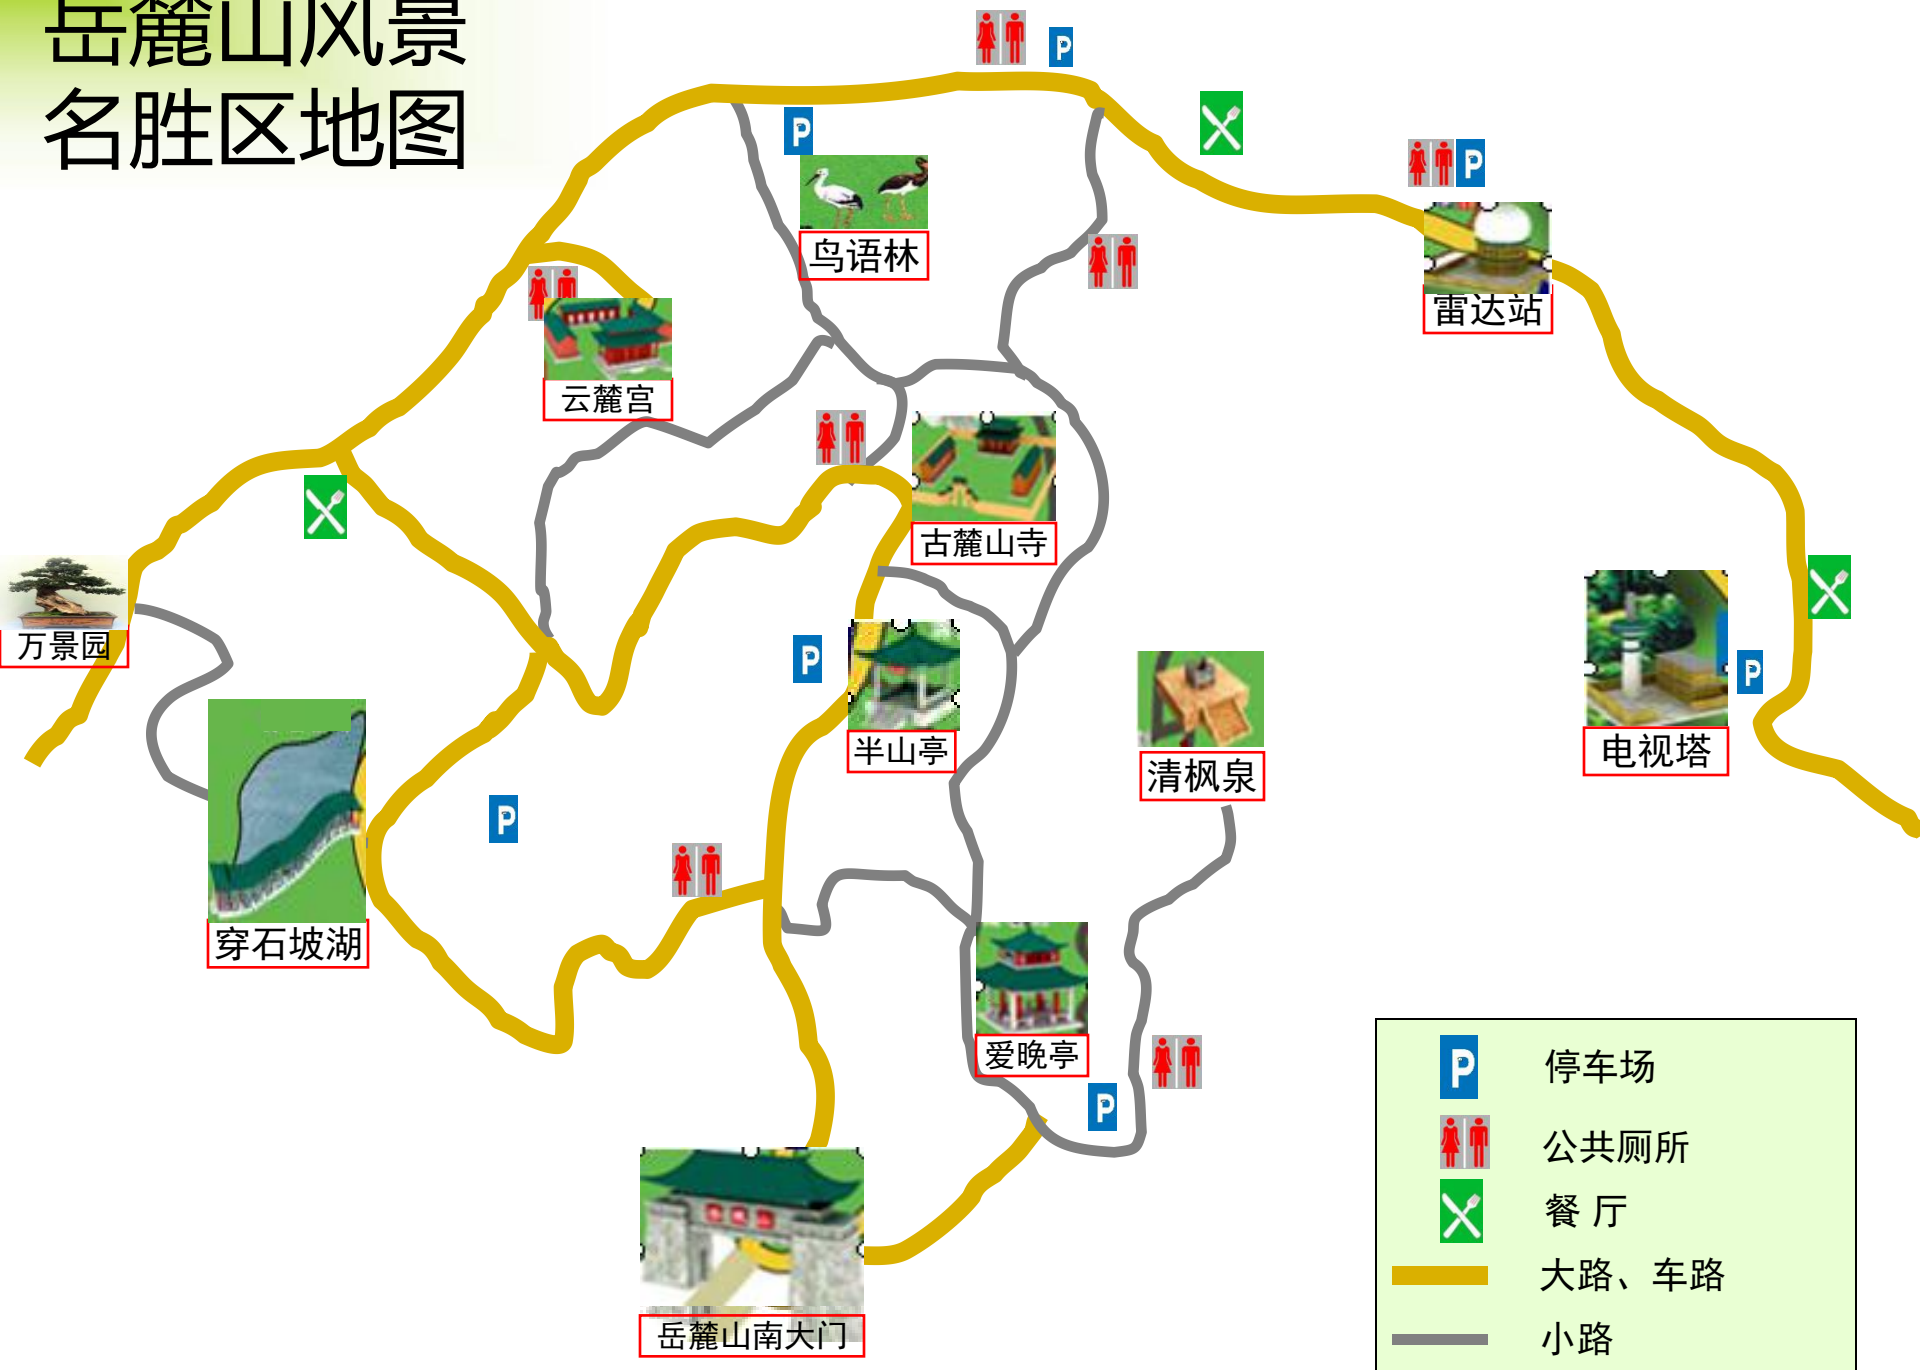 岳麓山风景
名胜区地图
P
P
鸟语林
P
雷达站
云麓宫
古麓山寺
万景园
P
半山亭
清枫泉
P
电视塔
P
穿石坡湖
爱晚亭
P
岳麓山南大门
P 停车场
公共厕所
餐 厅
大路、车路
小路